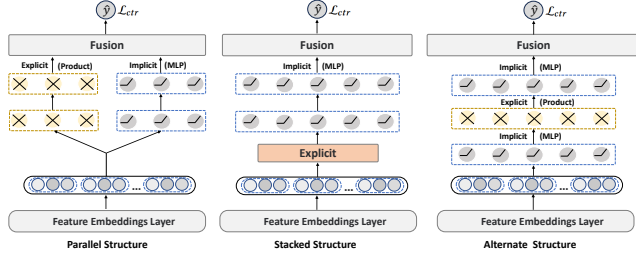 ŷ ℒctr
Fusion
Explicit (Product)
Implicit (MLP)
...
Feature Embeddings Layer
Parallel Structure
ŷ ℒctr
Fusion
Implicit (MLP)
Explicit
...
Feature Embeddings Layer
Stacked Structure
ŷ ℒctr
Fusion
Implicit (MLP)
Explicit (Product)
Implicit (MLP)
...
Feature Embeddings Layer
Alternate Structure